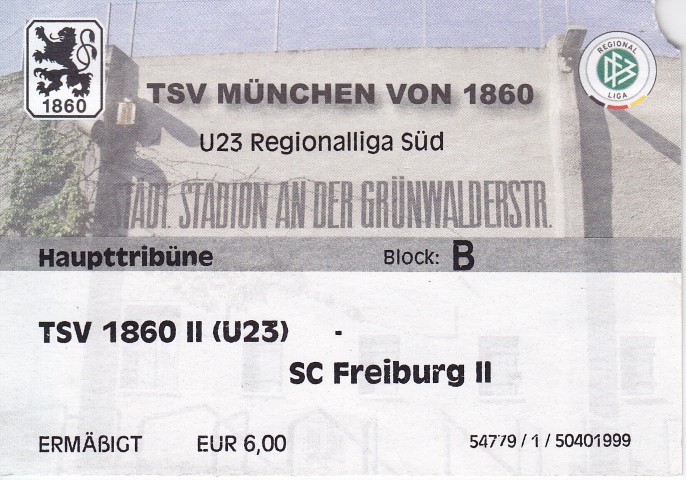 1860
TSV MÜNCHEN VON 1860
REGIONAL
DFB
LIGA
U23 Regionalliga Süd
STÄDT. STADION AN DER GRÜNWALDERSTR.
Haupttribüne Block: B
TSV 1860 II (U23) -
SC Freiburg II
ERMÄßIGT EUR 6,00 54779 / 1 / 50401999